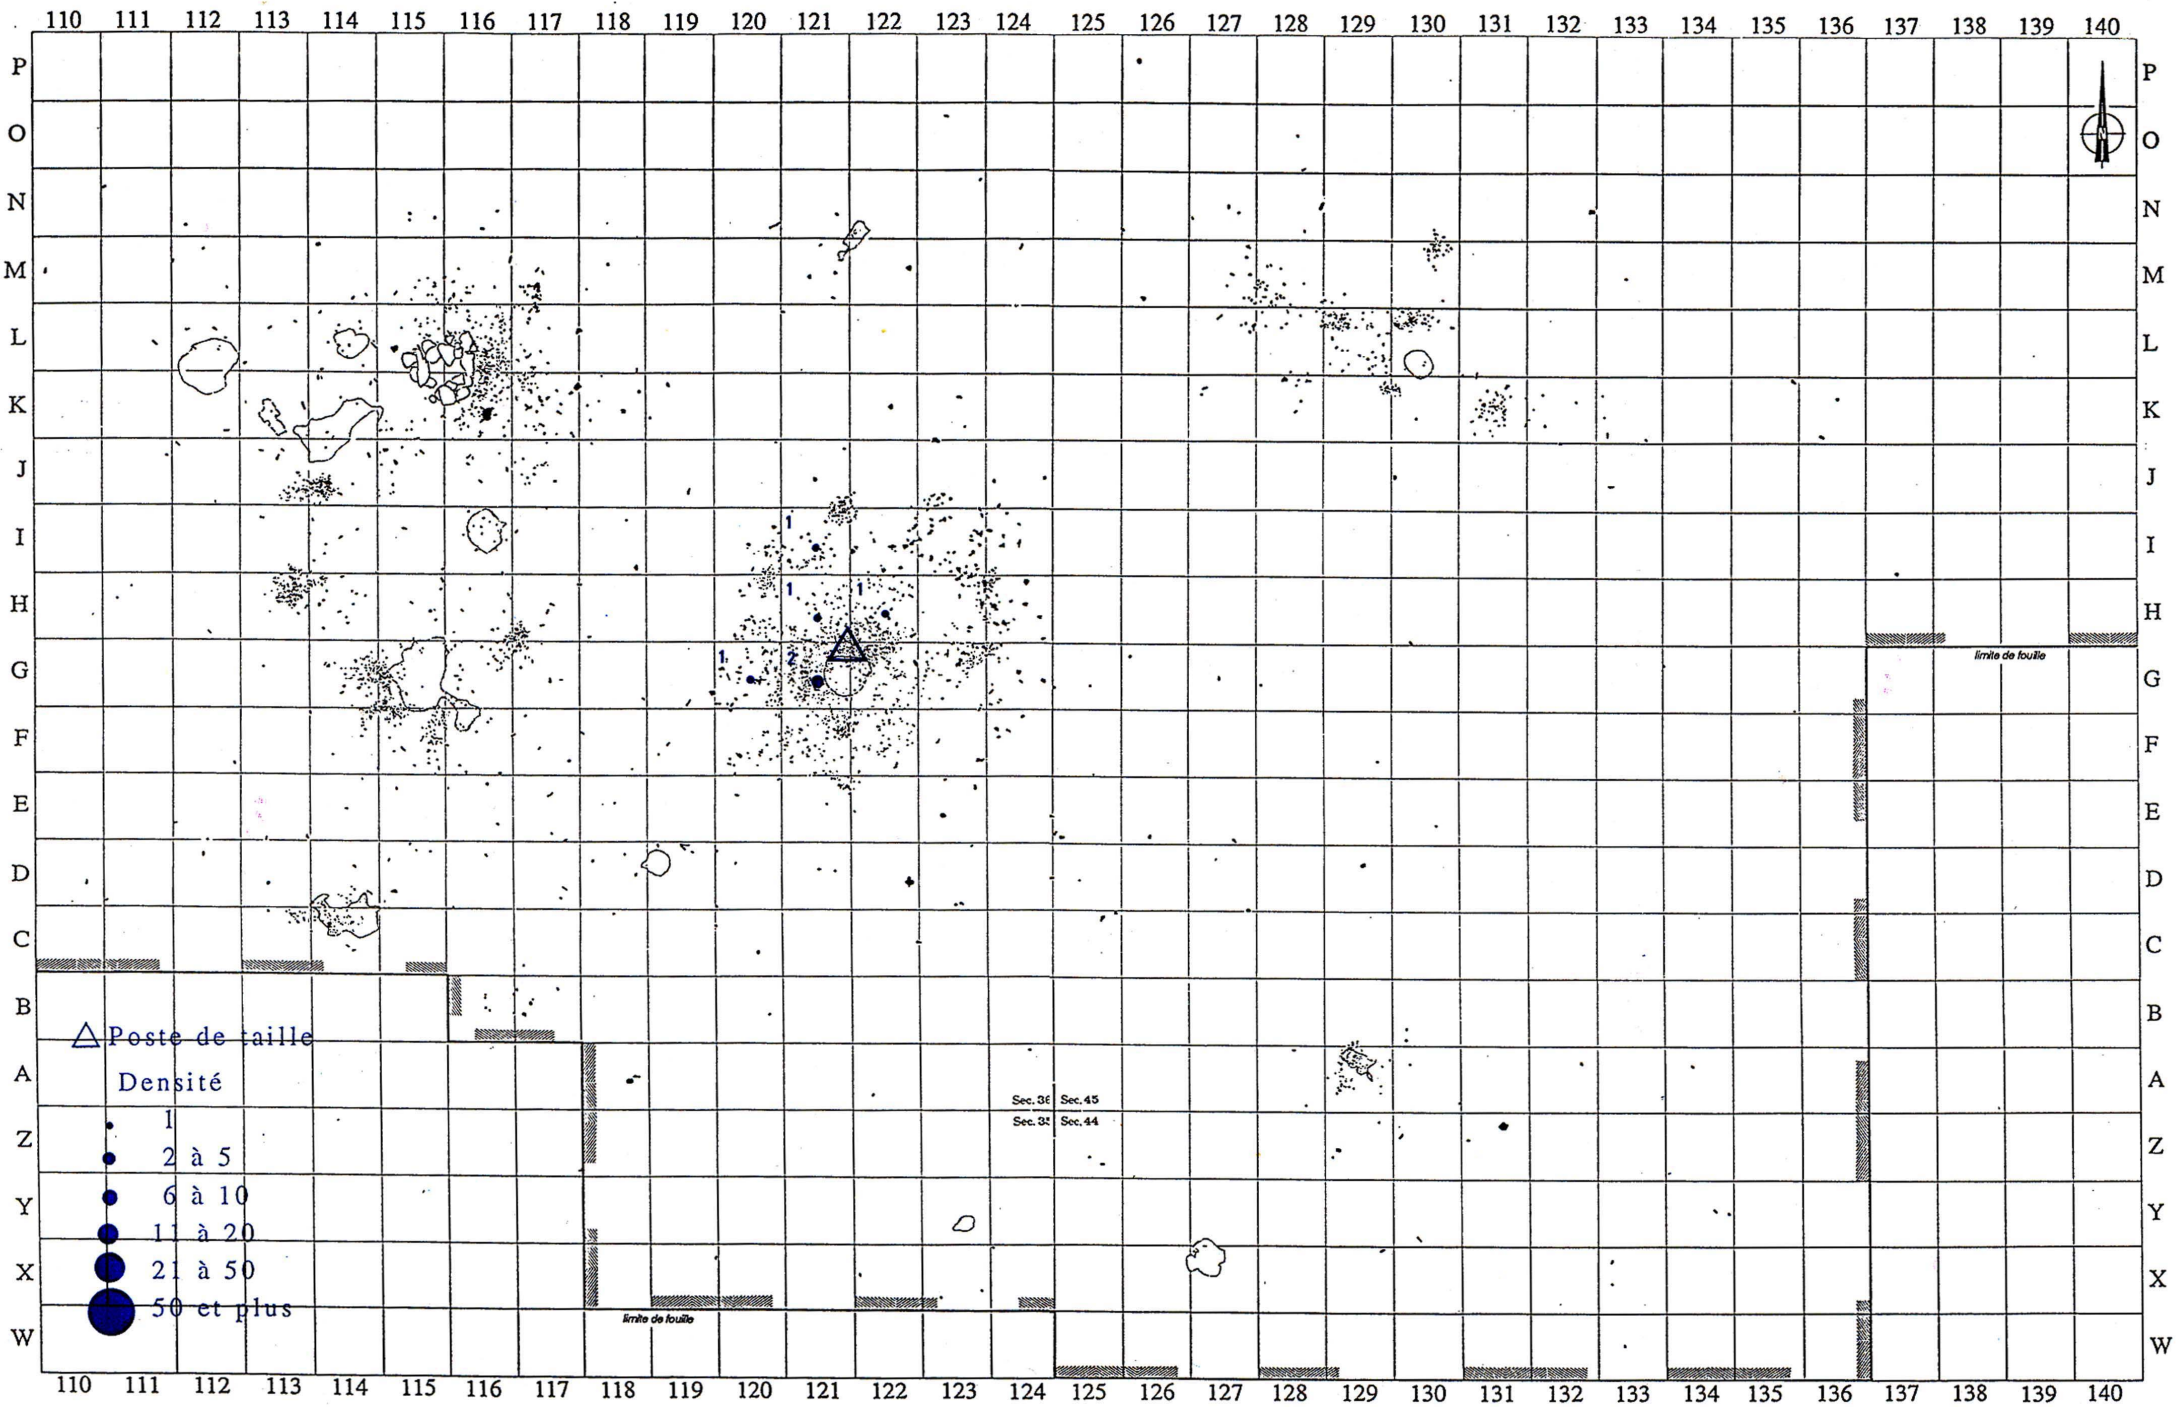 110 111 112 113 114 115 116 117 118 119 120 121 122 123 124 125 126 127 128 129 130 131 132 133 134 135 136 137 138 139 140
P P
O O
N N
M M
L L
K K
J J
I 1 I
H 1 1 H
G 1 2 G
limite de fouille
F F
E E
D D
C C
B B
△ Poste de taille
A A
Densité
Sec. 45
1
Sec. 44
Z Z
2 à 5
6 à 10
Y Y
11 à 20
X 21 à 50 X
50 et plus
limite de fouille
W W
110 111 112 113 114 115 116 117 118 119 120 121 122 123 124 125 126 127 128 129 130 131 132 133 134 135 136 137 138 139 140